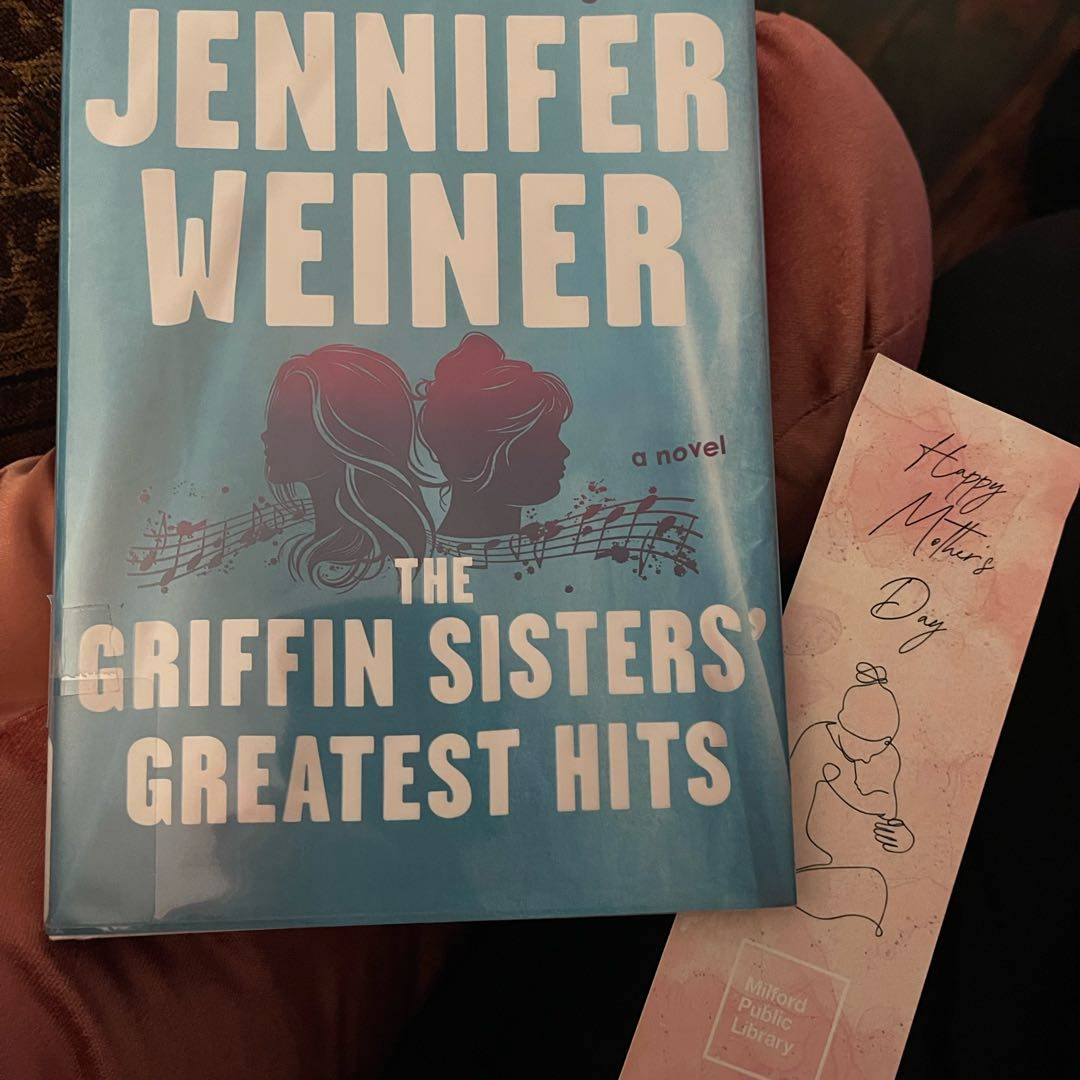 JENNIFER
WEINER
a novel
THE
GRIFFIN SISTERS'
GREATEST HITS
Happy
Mother's
Day
Milford
Public
Library